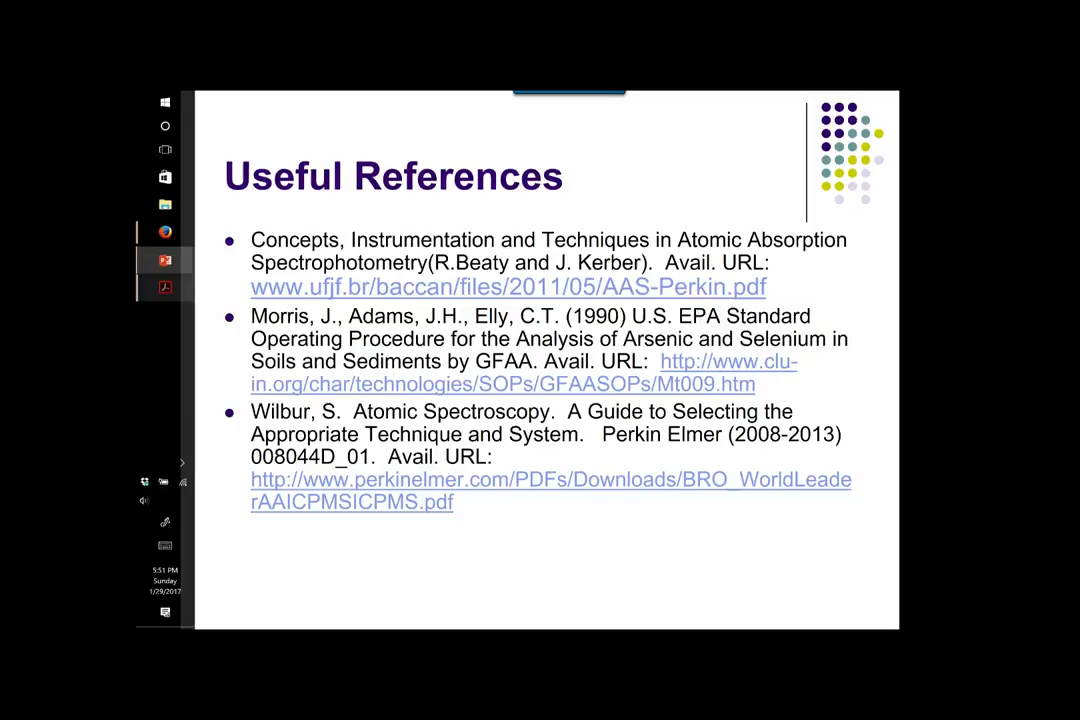 Useful References
Concepts, Instrumentation and Techniques in Atomic Absorption
Spectrophotometry(R.Beaty and J. Kerber).  Avail. URL:
www.ufjf.br/baccan/files/2011/05/AAS-Perkin.pdf
Morris, J., Adams, J.H., Elly, C.T. (1990) U.S. EPA Standard
Operating Procedure for the Analysis of Arsenic and Selenium in
Soils and Sediments by GFAA. Avail. URL:  http://www.clu-
in.org/char/technologies/SOPs/GFAASOPs/Mt009.htm
Wilbur, S.  Atomic Spectroscopy.  A Guide to Selecting the
Appropriate Technique and System.   Perkin Elmer (2008-2013)
008044D_01.  Avail. URL:
http://www.perkinelmer.com/PDFs/Downloads/BRO_WorldLeade
rAAICPMSICPMS.pdf
5:51 PM
Sunday
1/29/2017